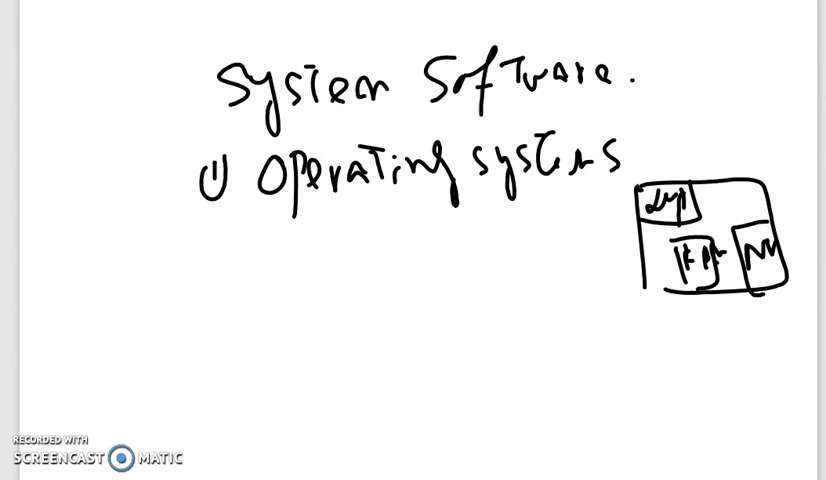 System Software.
1) Operating systems
RECORDED WITH
SCREENCAST MATIC